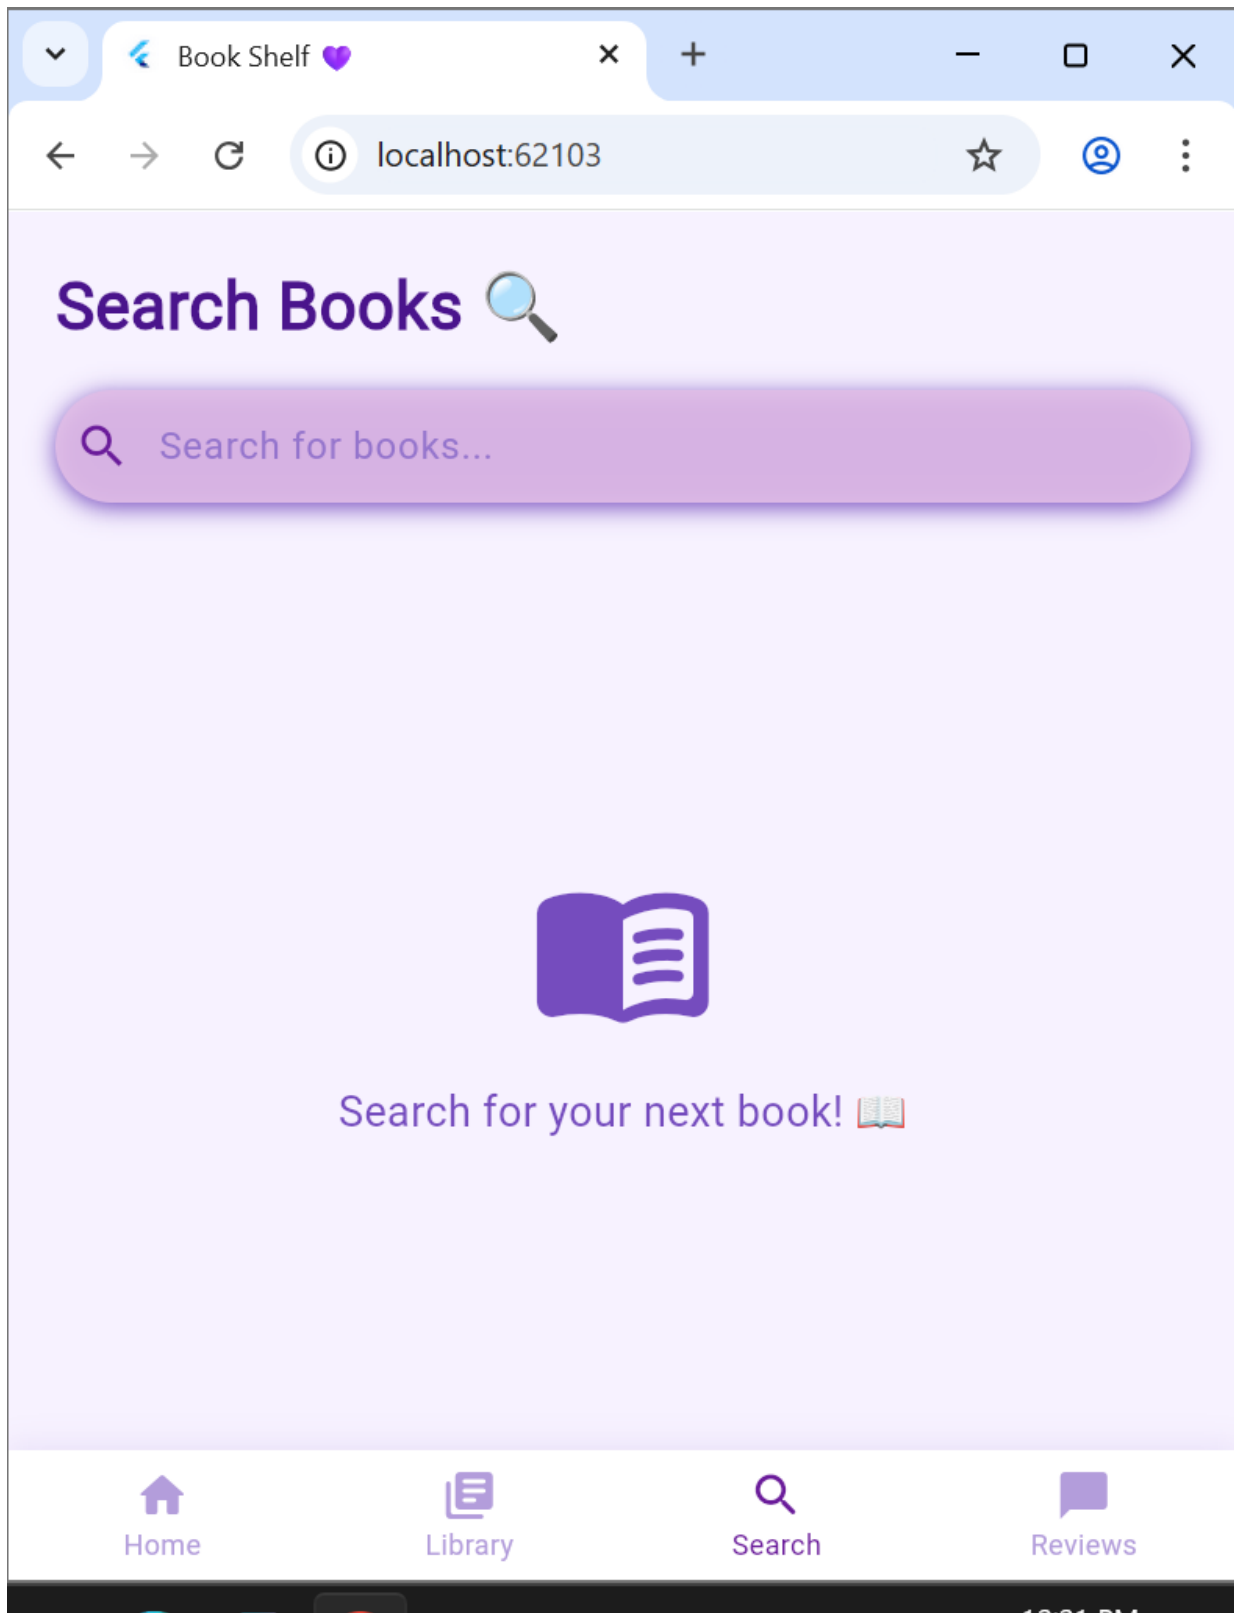 Book Shelf 💜
localhost:62103
Search Books 🔍
Search for books...
Search for your next book! 📖
Home
Library
Search
Reviews